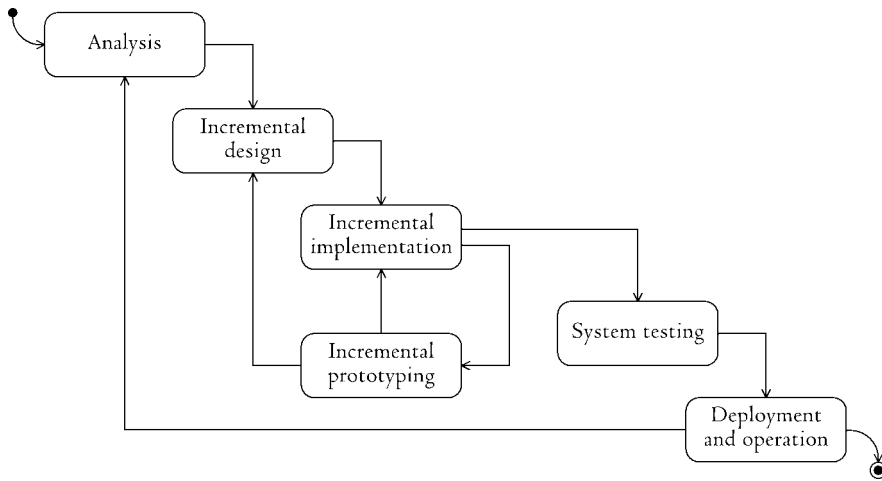 Analysis
Incremental
design
Incremental
implementation
System testing
Incremental
prototyping
Deployment
and operation